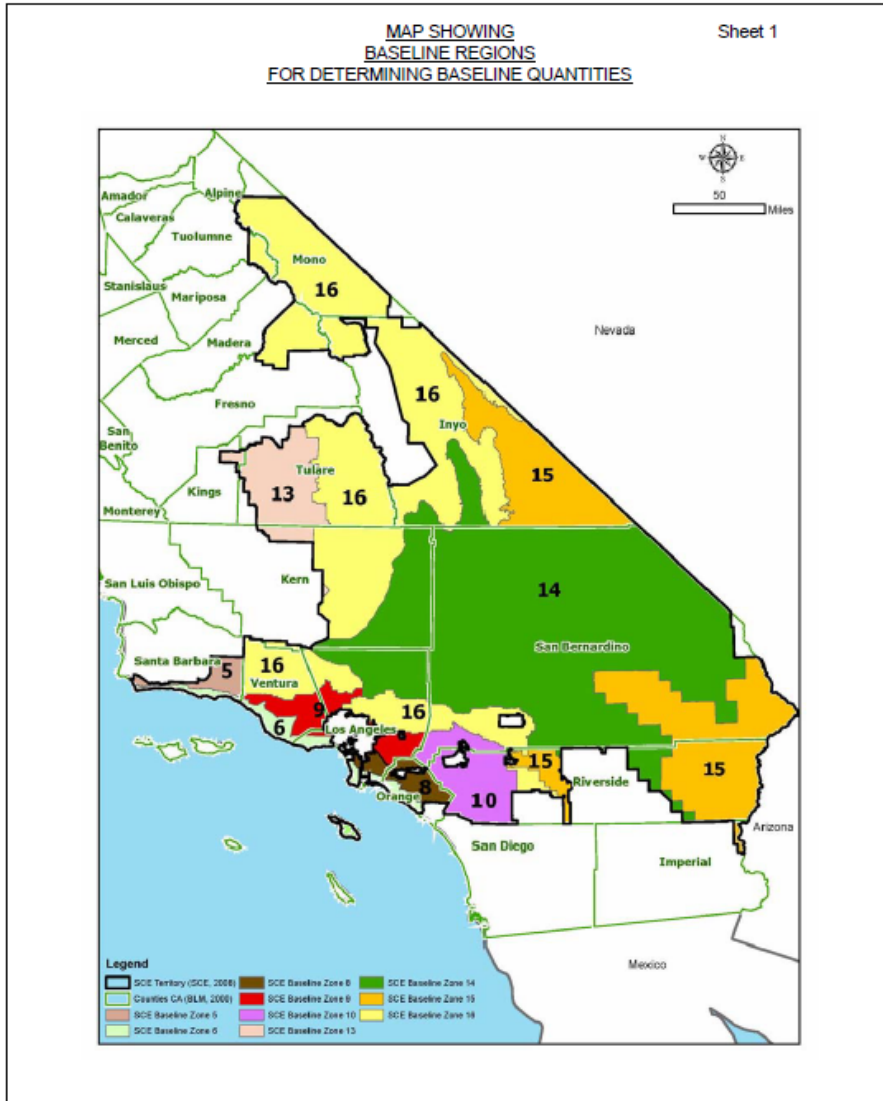 MAP SHOWING
Sheet 1
BASELINE REGIONS
FOR DETERMINING BASELINE QUANTITIES
N
W E
S
50
Miles
Alpine
Amador
Calaveras
Tuolumne
Mono
16
Stanislaus
Mariposa
Nevada
Merced
Madera
16
Fresno
Inyo
San
Benito
Tulare
15
13
16
Kings
Monterey
Kern
San Luis Obispo
14
San Bernardino
Santa Barbara
5
16
Ventura
9
16
6
Los Angeles
15
15
Riverside
8
10
Orange
Arizona
San Diego
Imperial
Mexico
Legend
SCE Territory (SCE, 2008)
Counties CA (BLM, 2000)
SCE Baseline Zone 5
SCE Baseline Zone 6
SCE Baseline Zone 8
SCE Baseline Zone 9
SCE Baseline Zone 10
SCE Baseline Zone 13
SCE Baseline Zone 14
SCE Baseline Zone 15
SCE Baseline Zone 16